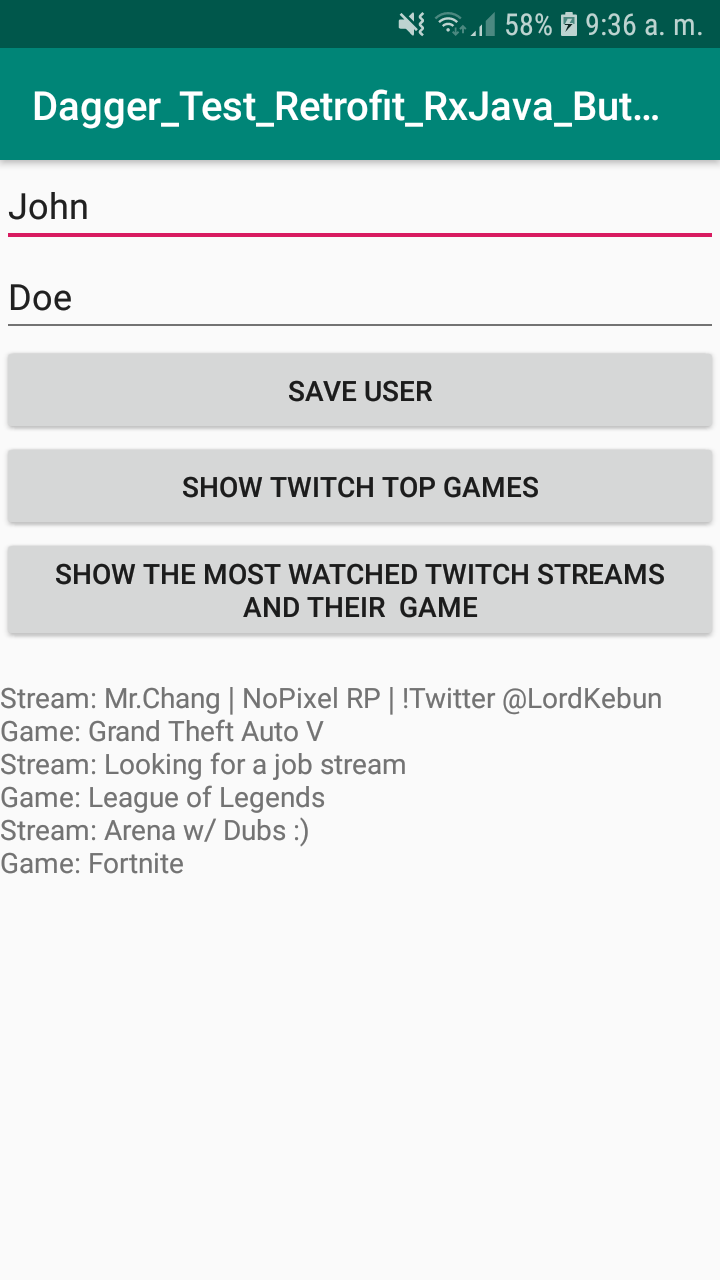 58% 9:36 a. m.
Dagger_Test_Retrofit_RxJava_But...
John
Doe
SAVE USER
SHOW TWITCH TOP GAMES
SHOW THE MOST WATCHED TWITCH STREAMS
AND THEIR  GAME
Stream: Mr.Chang | NoPixel RP | !Twitter @LordKebun
Game: Grand Theft Auto V
Stream: Looking for a job stream
Game: League of Legends
Stream: Arena w/ Dubs :)
Game: Fortnite